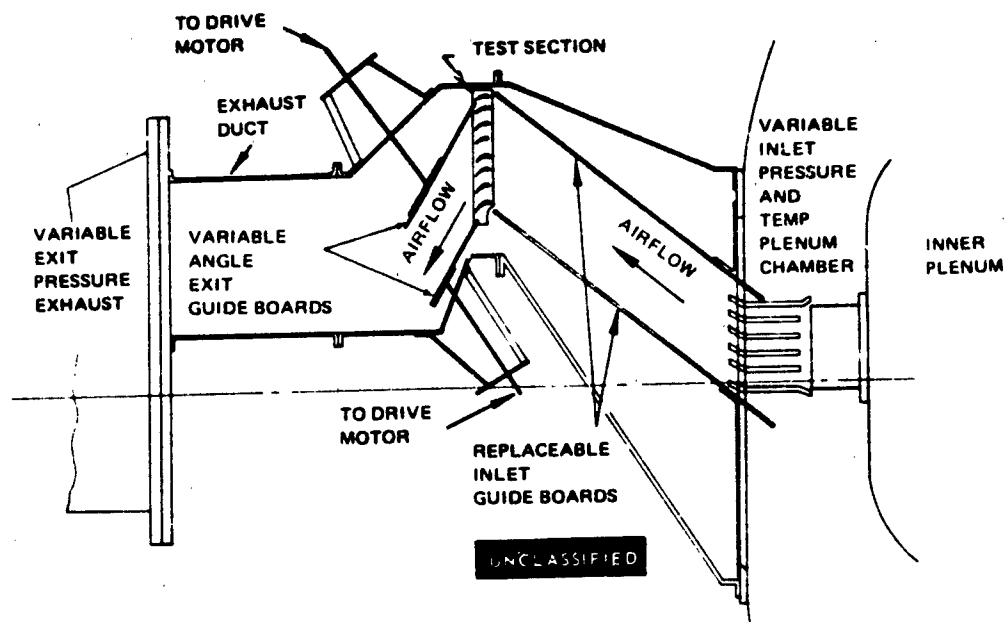 TO DRIVE
MOTOR
TEST SECTION
EXHAUST
DUCT
VARIABLE
INLET
PRESSURE
AND
TEMP
PLENUM
CHAMBER
VARIABLE
EXIT
PRESSURE
EXHAUST
VARIABLE
ANGLE
EXIT
GUIDE BOARDS
AIRFLOW
AIRFLOW
INNER
PLENUM
TO DRIVE
MOTOR
REPLACEABLE
INLET
GUIDE BOARDS
UNCLASSIFIED